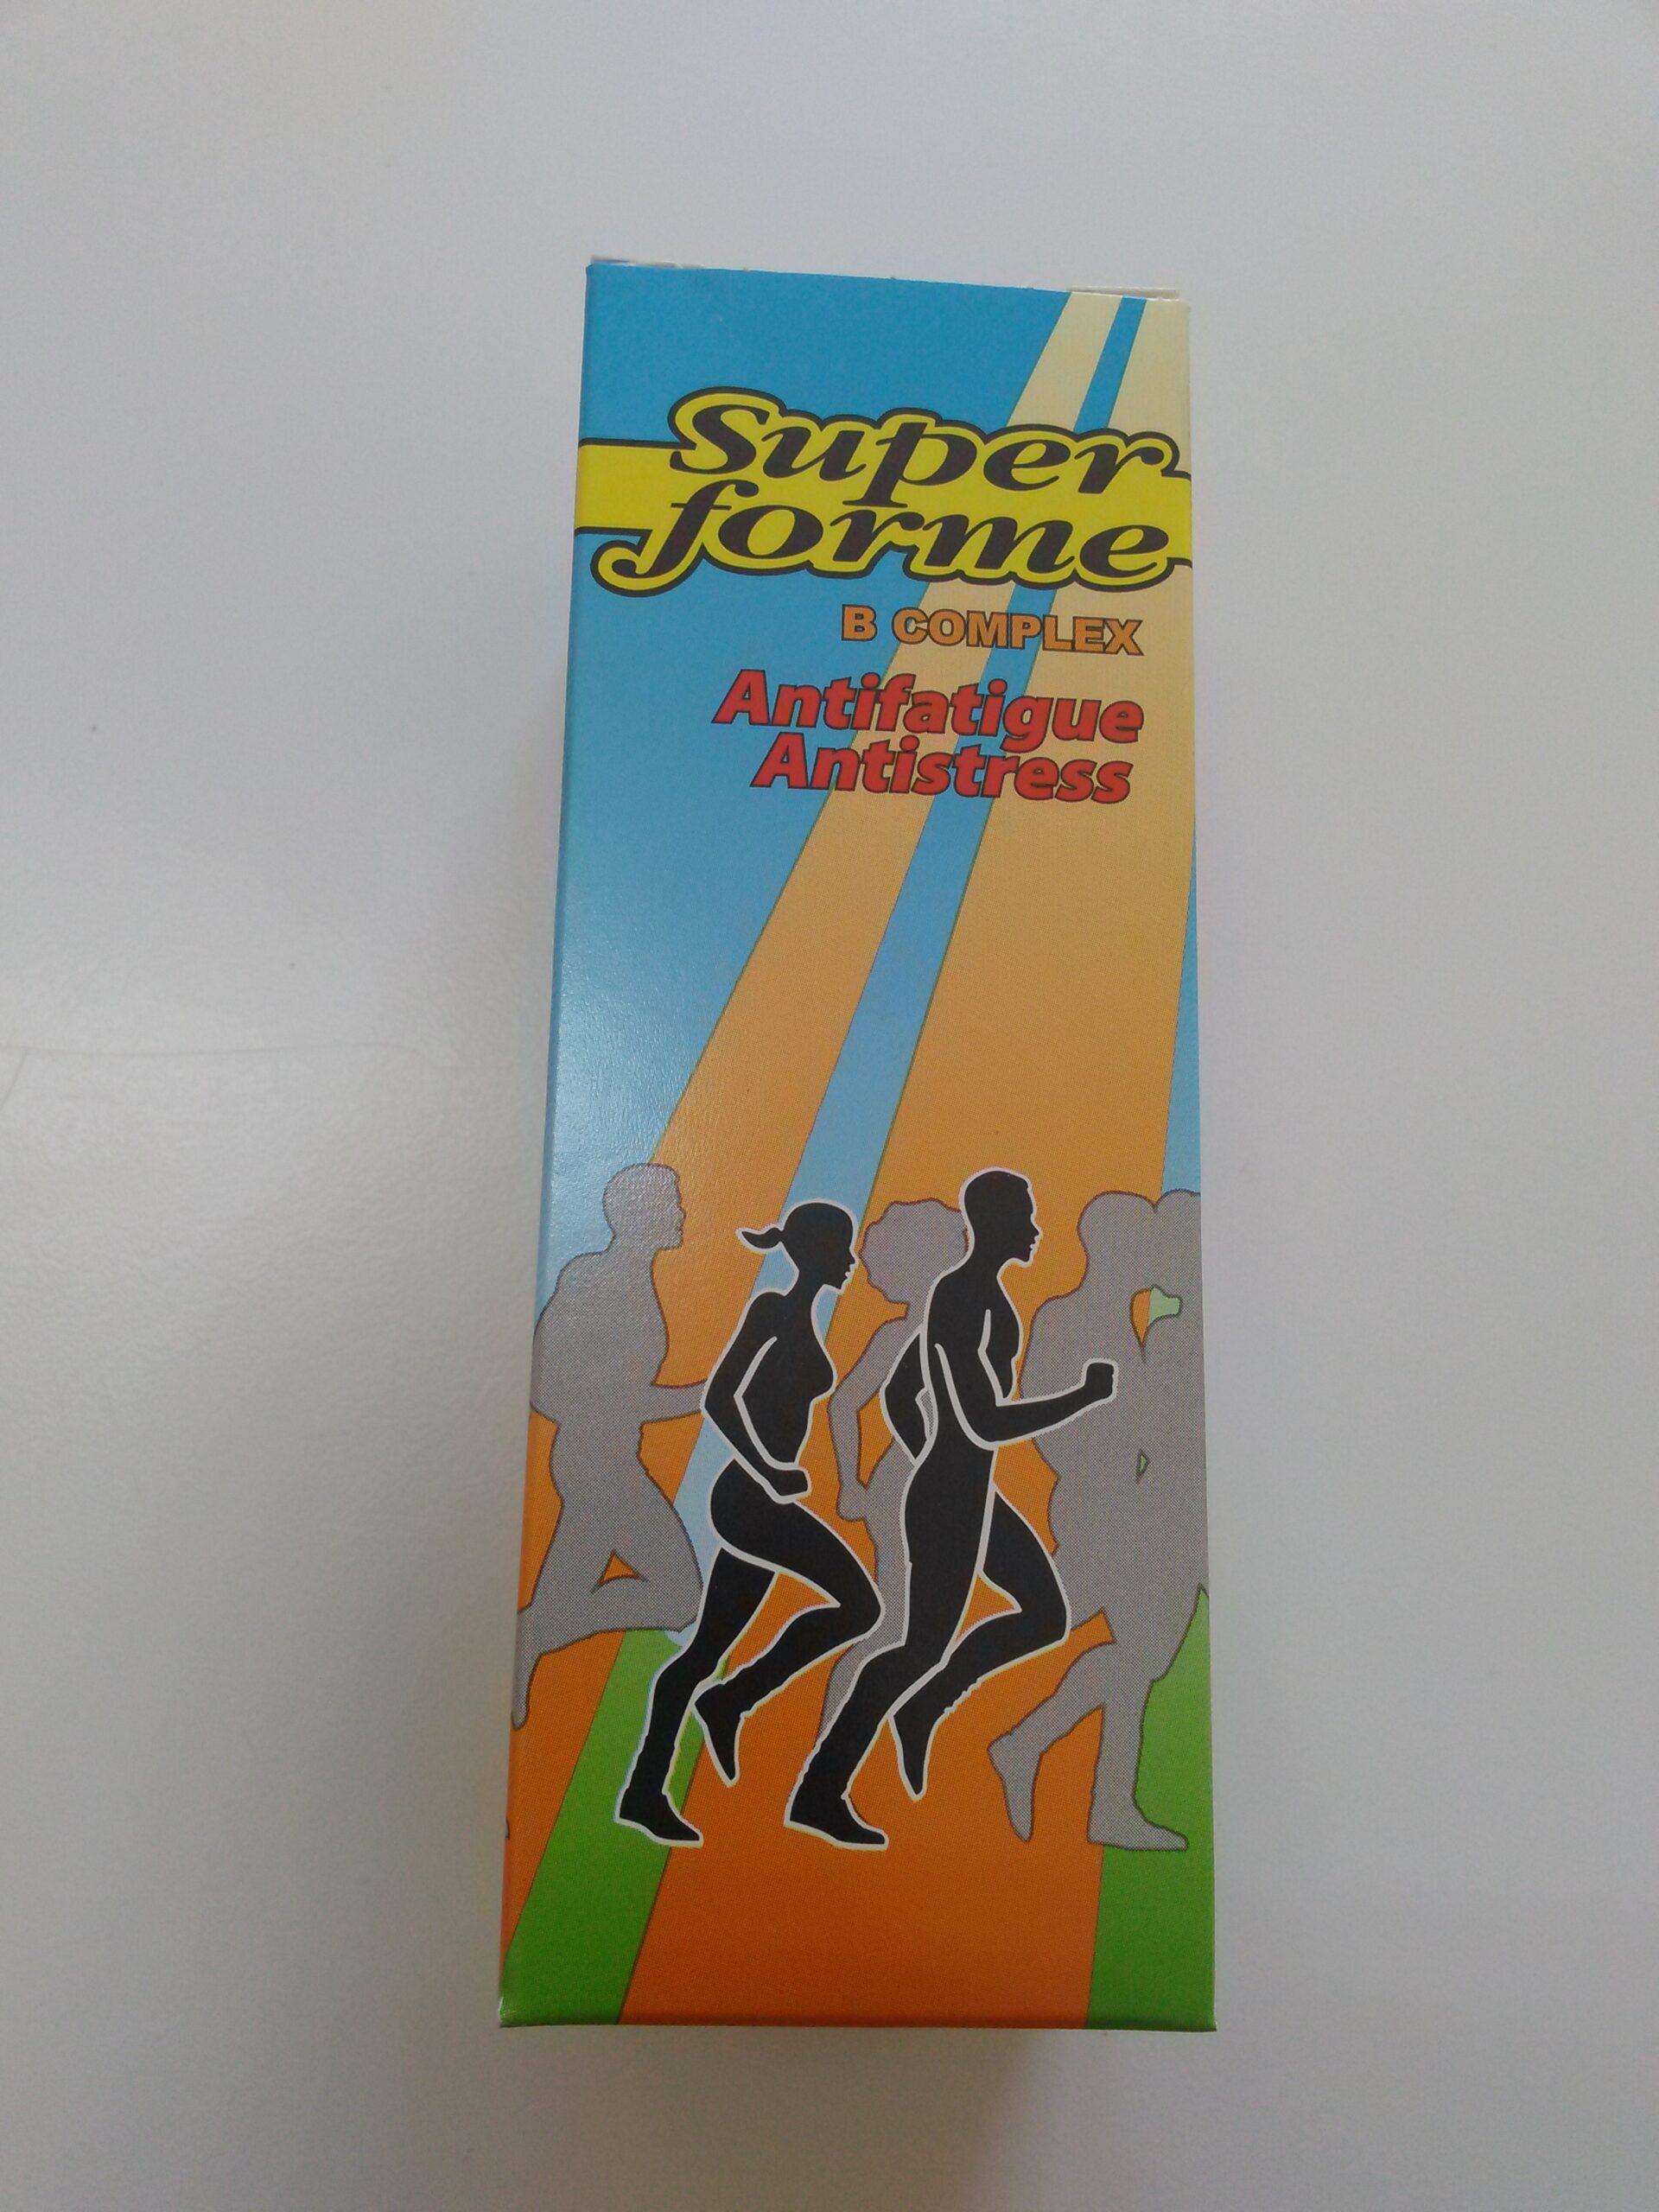 Super
forme
B COMPLEX
Antifatigue
Antistress